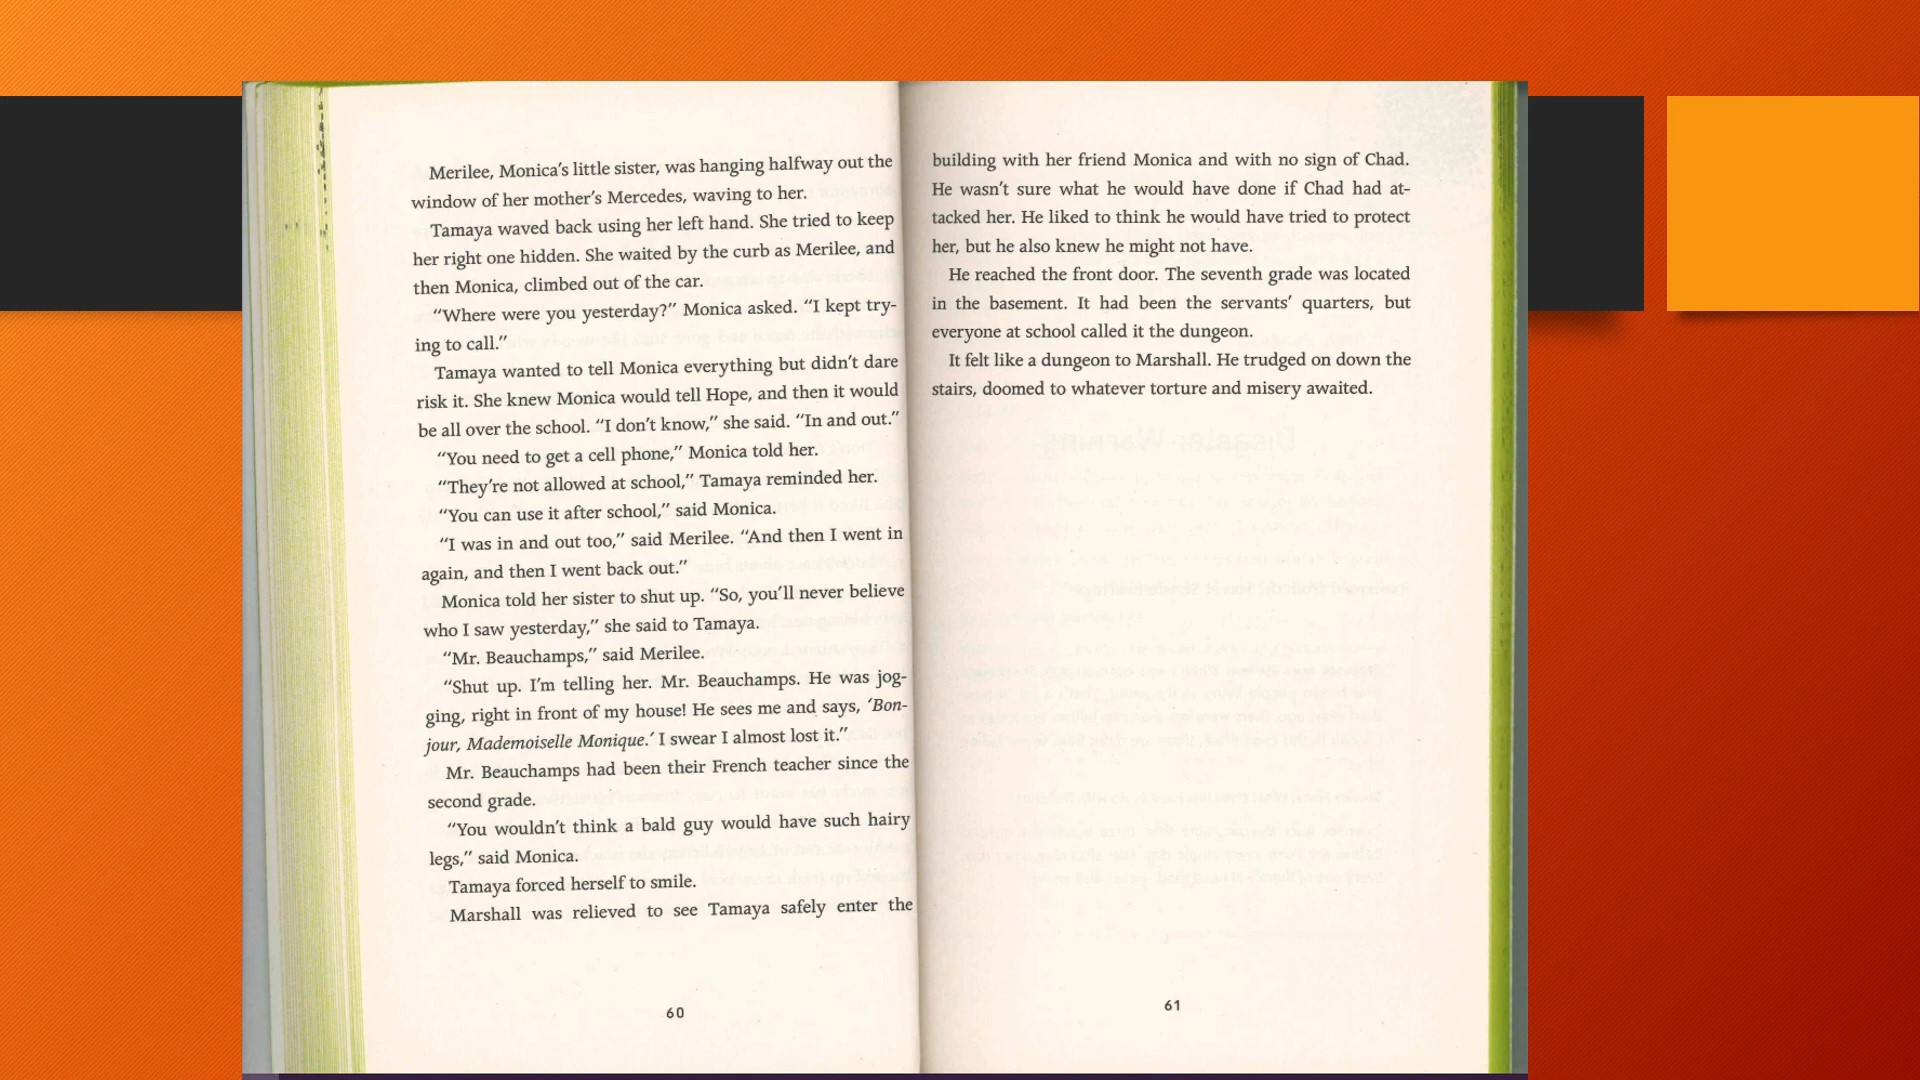 Merilee, Monica’s little sister, was hanging halfway out the
window of her mother’s Mercedes, waving to her.
Tamaya waved back using her left hand. She tried to keep
her right one hidden. She waited by the curb as Merilee, and
then Monica, climbed out of the car.
“Where were you yesterday?” Monica asked. “I kept try-
ing to call.”
Tamaya wanted to tell Monica everything but didn’t dare
risk it. She knew Monica would tell Hope, and then it would
be all over the school. “I don’t know,” she said. “In and out.”
“You need to get a cell phone,” Monica told her.
“They’re not allowed at school,” Tamaya reminded her.
“You can use it after school,” said Monica.
“I was in and out too,” said Merilee. “And then I went in
again, and then I went back out.”
Monica told her sister to shut up. “So, you’ll never believe
who I saw yesterday,” she said to Tamaya.
“Mr. Beauchamps,” said Merilee.
“Shut up. I’m telling her. Mr. Beauchamps. He was jog-
ging, right in front of my house! He sees me and says, ‘Bon-
jour, Mademoiselle Monique.’ I swear I almost lost it.”
Mr. Beauchamps had been their French teacher since the
second grade.
“You wouldn’t think a bald guy would have such hairy
legs,” said Monica.
Tamaya forced herself to smile.
Marshall was relieved to see Tamaya safely enter the
60
building with her friend Monica and with no sign of Chad.
He wasn’t sure what he would have done if Chad had at-
tacked her. He liked to think he would have tried to protect
her, but he also knew he might not have.
He reached the front door. The seventh grade was located
in the basement. It had been the servants’ quarters, but
everyone at school called it the dungeon.
It felt like a dungeon to Marshall. He trudged on down the
stairs, doomed to whatever torture and misery awaited.
61